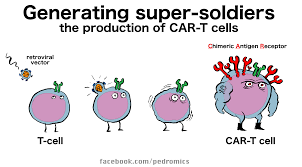 Generating super-soldiers
the production of CAR-T cells
Chimeric Antigen Receptor
retroviral
vector
T-cell
CAR-T cell
facebook.com/pedromics